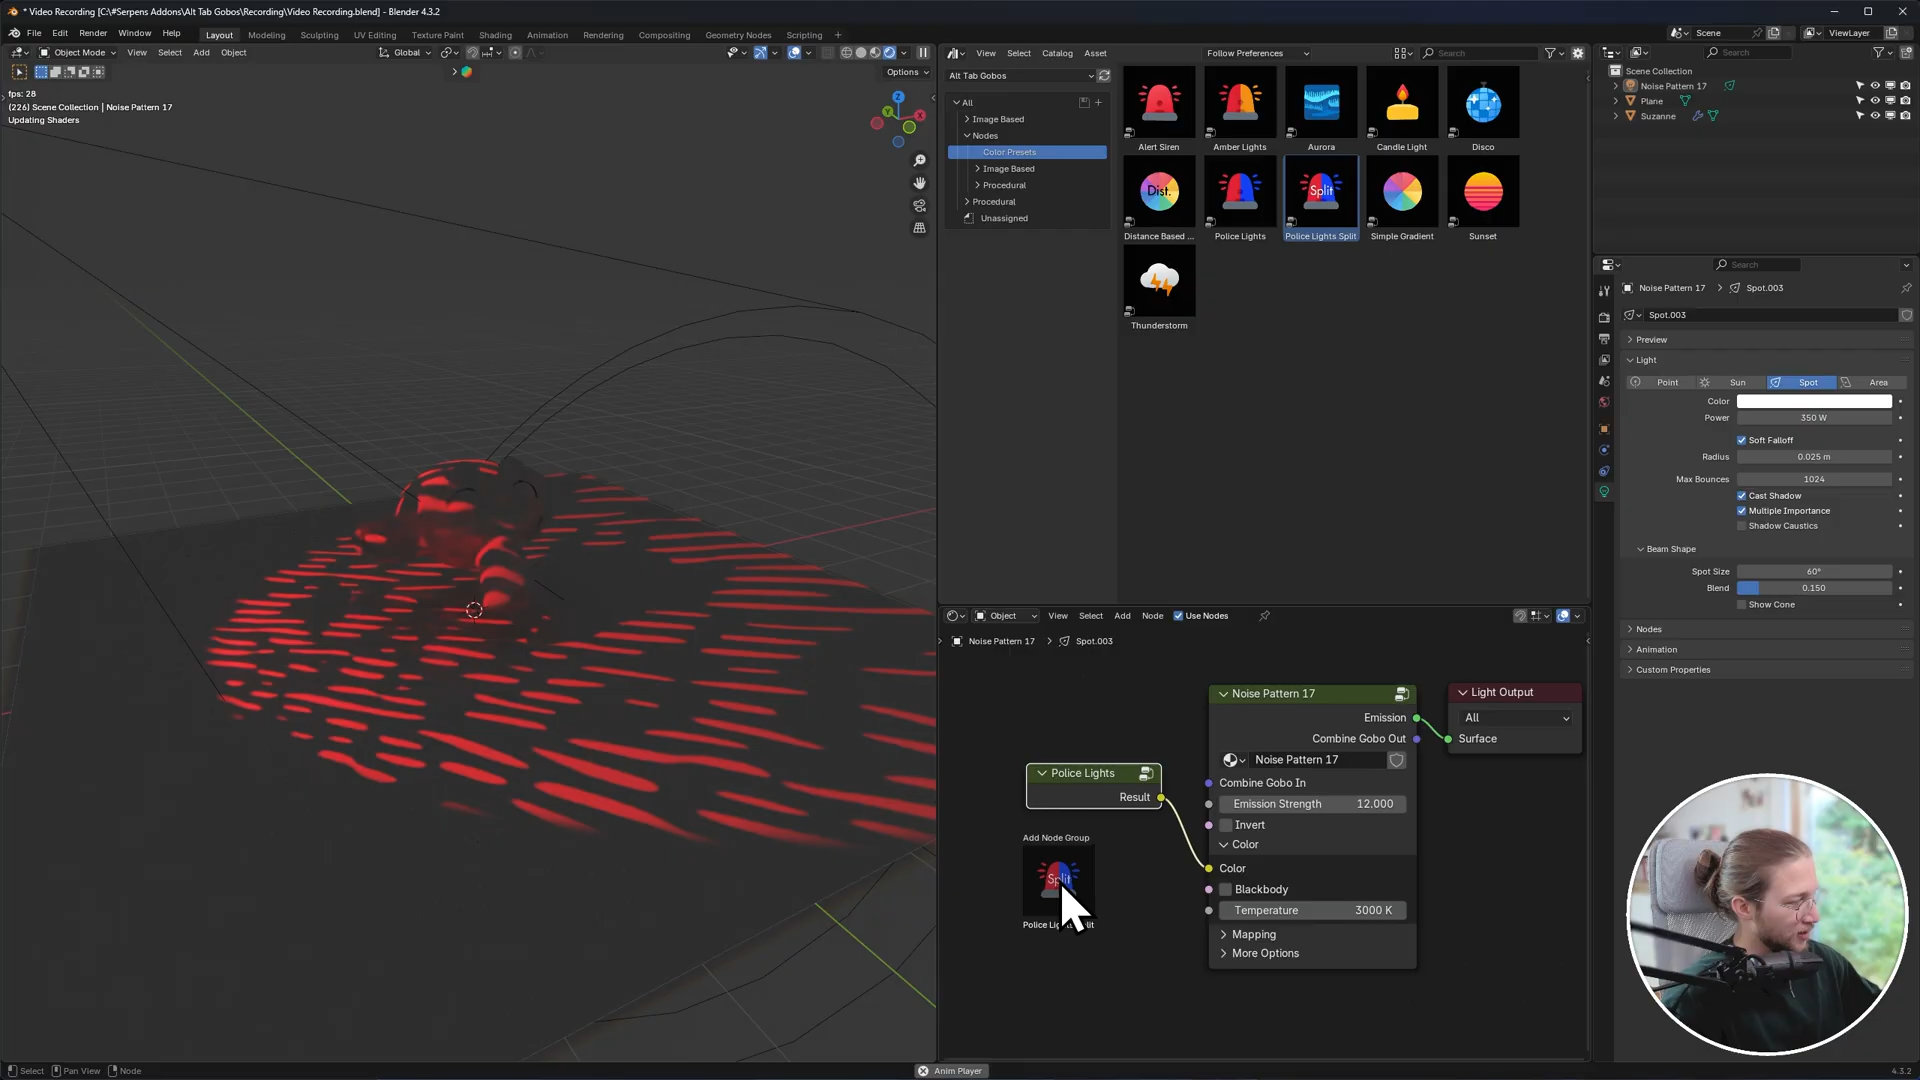 * Video Recording [C:\#Serpens Addons\Alt Tab Gobos\Recording\Video Recording.blend] - Blender 4.3.2
File Edit Render Window Help Layout Modeling Sculpting UV Editing Texture Paint Shading Animation Rendering Compositing Geometry Nodes Scripting + Scene ViewLayer
Object Mode View Select Add Object Global
Options
fps: 28
(226) Scene Collection | Noise Pattern 17
Updating Shaders
Z
Y
X
View Select Catalog Asset Follow Preferences Search
Alt Tab Gobos
All
Image Based
Nodes
Color Presets
Image Based
Procedural
Procedural
Unassigned
Alert Siren Amber Lights Aurora Candle Light Disco
Dist. Split
Distance Based ... Police Lights Police Lights Split Simple Gradient Sunset
Thunderstorm
Search
Scene Collection
Noise Pattern 17
Plane
Suzanne
Search
Noise Pattern 17 > Spot.003
Spot.003
Preview
Light
Point Sun Spot Area
Color
Power 350 W
Soft Falloff
Radius 0.025 m
Max Bounces 1024
Cast Shadow
Multiple Importance
Shadow Caustics
Beam Shape
Spot Size 60°
Blend 0.150
Show Cone
Nodes
Animation
Custom Properties
Object View Select Add Node Use Nodes
Noise Pattern 17 > Spot.003
Police Lights
Result
Add Node Group
Split
Noise Pattern 17
Emission
Combine Gobo Out
Noise Pattern 17
Combine Gobo In
Emission Strength 12.000
Invert
Color
Color
Blackbody
Temperature 3000 K
Mapping
More Options
Light Output
All
Surface
Select Pan View Node Anim Player 4.3.2